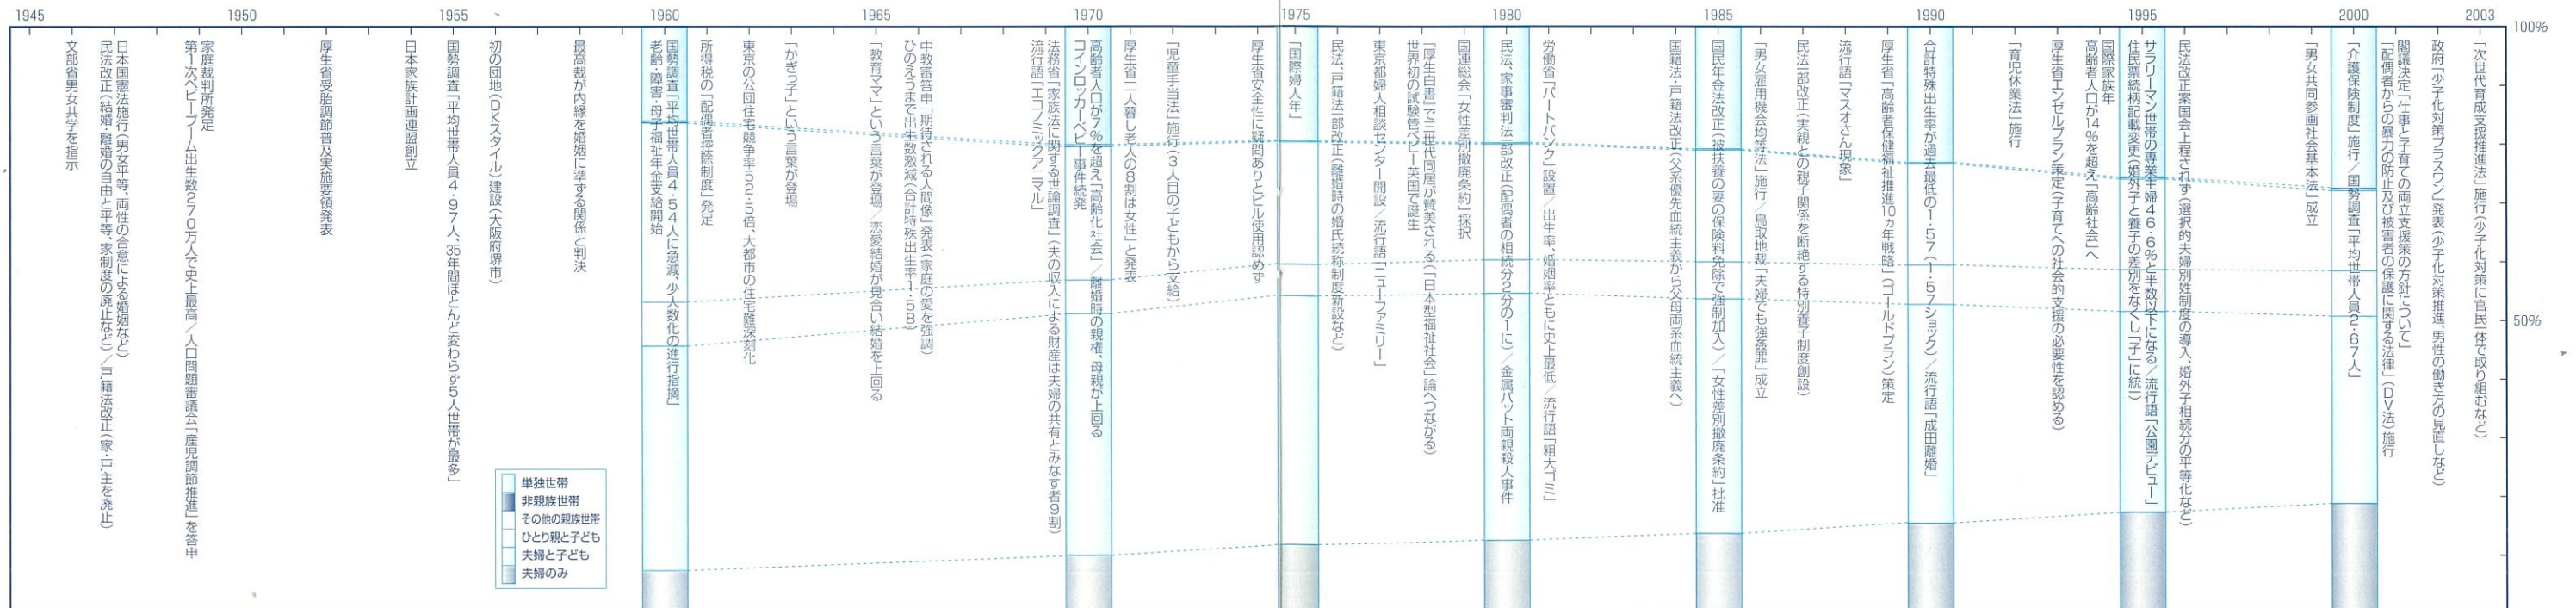 1945
1950
1955
1960
1965
1970
1975
1980
1985
1990
1995
2000
2003
100%
50%
文部省男女共学を指示
日本国憲法施行(男女平等、両性の合意による婚姻など)
民法改正(結婚・離婚の自由と平等、家制度の廃止など)/戸籍法改正(家・戸主を廃止)
家庭裁判所発足
第1次ベビーブーム出生数270万人で史上最高/人口問題審議会「産児調節推進」を答申
厚生省受胎調節普及実施要領発表
日本家族計画連盟創立
国勢調査「平均世帯人員4・97人、35年間ほとんど変わらず5人世帯が最多」
初の団地(DKスタイル)建設(大阪府堺市)
最高裁が内縁を婚姻に準ずる関係と判決
国勢調査「平均世帯人員4・54人に急減、少人数化の進行指摘」
老齢・障害・母子福祉年金支給開始
所得税の「配偶者控除制度」発足
東京の公団住宅競争率52・5倍、大都市の住宅難深刻化
「かぎっ子」という言葉が登場
「教育ママ」という言葉が登場/恋愛結婚が見合い結婚を上回る
中教審答申「期待される人間像」発表(家庭の愛を強調)
ひのえうまで出生数激減(合計特殊出生率1・58)
法務省「家族法に関する世論調査」(夫の収入による財産は夫婦の共有とみなす者9割)
流行語「エコノミックアニマル」
高齢者人口が7%を超え「高齢化社会」/離婚時の親権、母親が上回る
コインロッカーベビー事件続発
厚生省「一人暮し老人の8割は女性」と発表
「児童手当法」施行(3人目の子どもから支給)
厚生省安全性に疑問ありとピル使用認めず
「国際婦人年」
民法、戸籍法一部改正(離婚時の婚氏続称制度新設など)
東京都婦人相談センター開設/流行語「ニューファミリー」
『厚生白書』で三世代同居が賛美される(「日本型福祉社会」論へつながる)
世界初の試験管ベビー英国で誕生
国連総会「女性差別撤廃条約」採択
民法、家事審判法一部改正(配偶者の相続分2分の1に)/金属バット両親殺人事件
労働省「パートバンク」設置/出生率、婚姻率ともに史上最低/流行語「粗大ゴミ」
国籍法・戸籍法改正(父系優先血統主義から父母両系血統主義へ)
国民年金法改正(被扶養の妻の保険料免除で強制加入)/「女性差別撤廃条約」批准
「男女雇用機会均等法」施行/鳥取地裁「夫婦でも強姦罪」成立
民法一部改正(実親との親子関係を断絶する特別養子制度創設)
流行語「マスオさん現象」
厚生省「高齢者保健福祉推進10ヵ年戦略」(ゴールドプラン)策定
合計特殊出生率が過去最低の1・57(1・57ショック)/流行語「成田離婚」
「育児休業法」施行
厚生省エンゼルプラン策定(子育てへの社会的支援の必要性を認める)
国際家族年
高齢者人口が14%を超え「高齢社会」へ
サラリーマン世帯の専業主婦46・6%と半数以下になる/流行語「公園デビュー」
住民票続柄記載変更(婚外子と養子の差別をなくし「子」に統一)
民法改正案国会上程されず(選択的夫婦別姓制度の導入、婚外子相続分の平等化など)
「男女共同参画社会基本法」成立
「介護保険制度」施行/国勢調査「平均世帯人員2・67人」
閣議決定「仕事と子育ての両立支援策の方針について」
「配偶者からの暴力の防止及び被害者の保護に関する法律」(DV法)施行
政府「少子化対策プラスワン」発表(少子化対策推進、男性の働き方の見直しなど)
「次世代育成支援推進法」施行(少子化対策に官民一体で取り組むなど)
単独世帯
非親族世帯
その他の親族世帯
ひとり親と子ども
夫婦と子ども
夫婦のみ